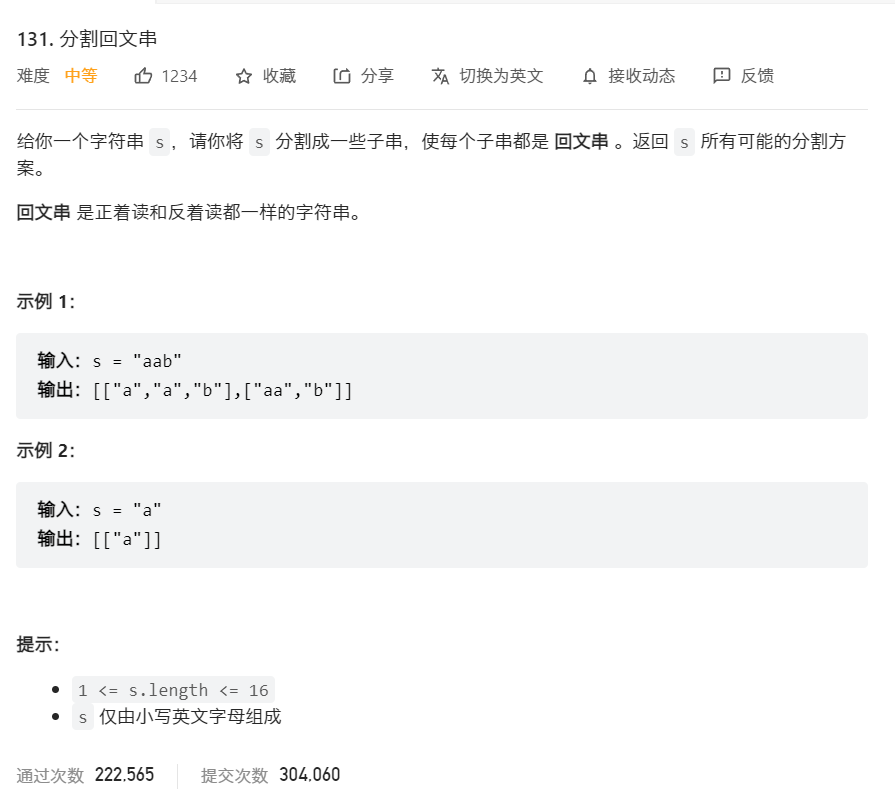 131. 分割回文串
难度 中等 1234 收藏 分享 切换为英文 接收动态 反馈
给你一个字符串 s，请你将 s 分割成一些子串，使每个子串都是 回文串 。返回 s 所有可能的分割方
案。
回文串 是正着读和反着读都一样的字符串。
示例 1：
输入：s = "aab"
输出：[["a","a","b"],["aa","b"]]
示例 2：
输入：s = "a"
输出：[["a"]]
提示：
1 <= s.length <= 16
s 仅由小写英文字母组成
通过次数 222,565 提交次数 304,060